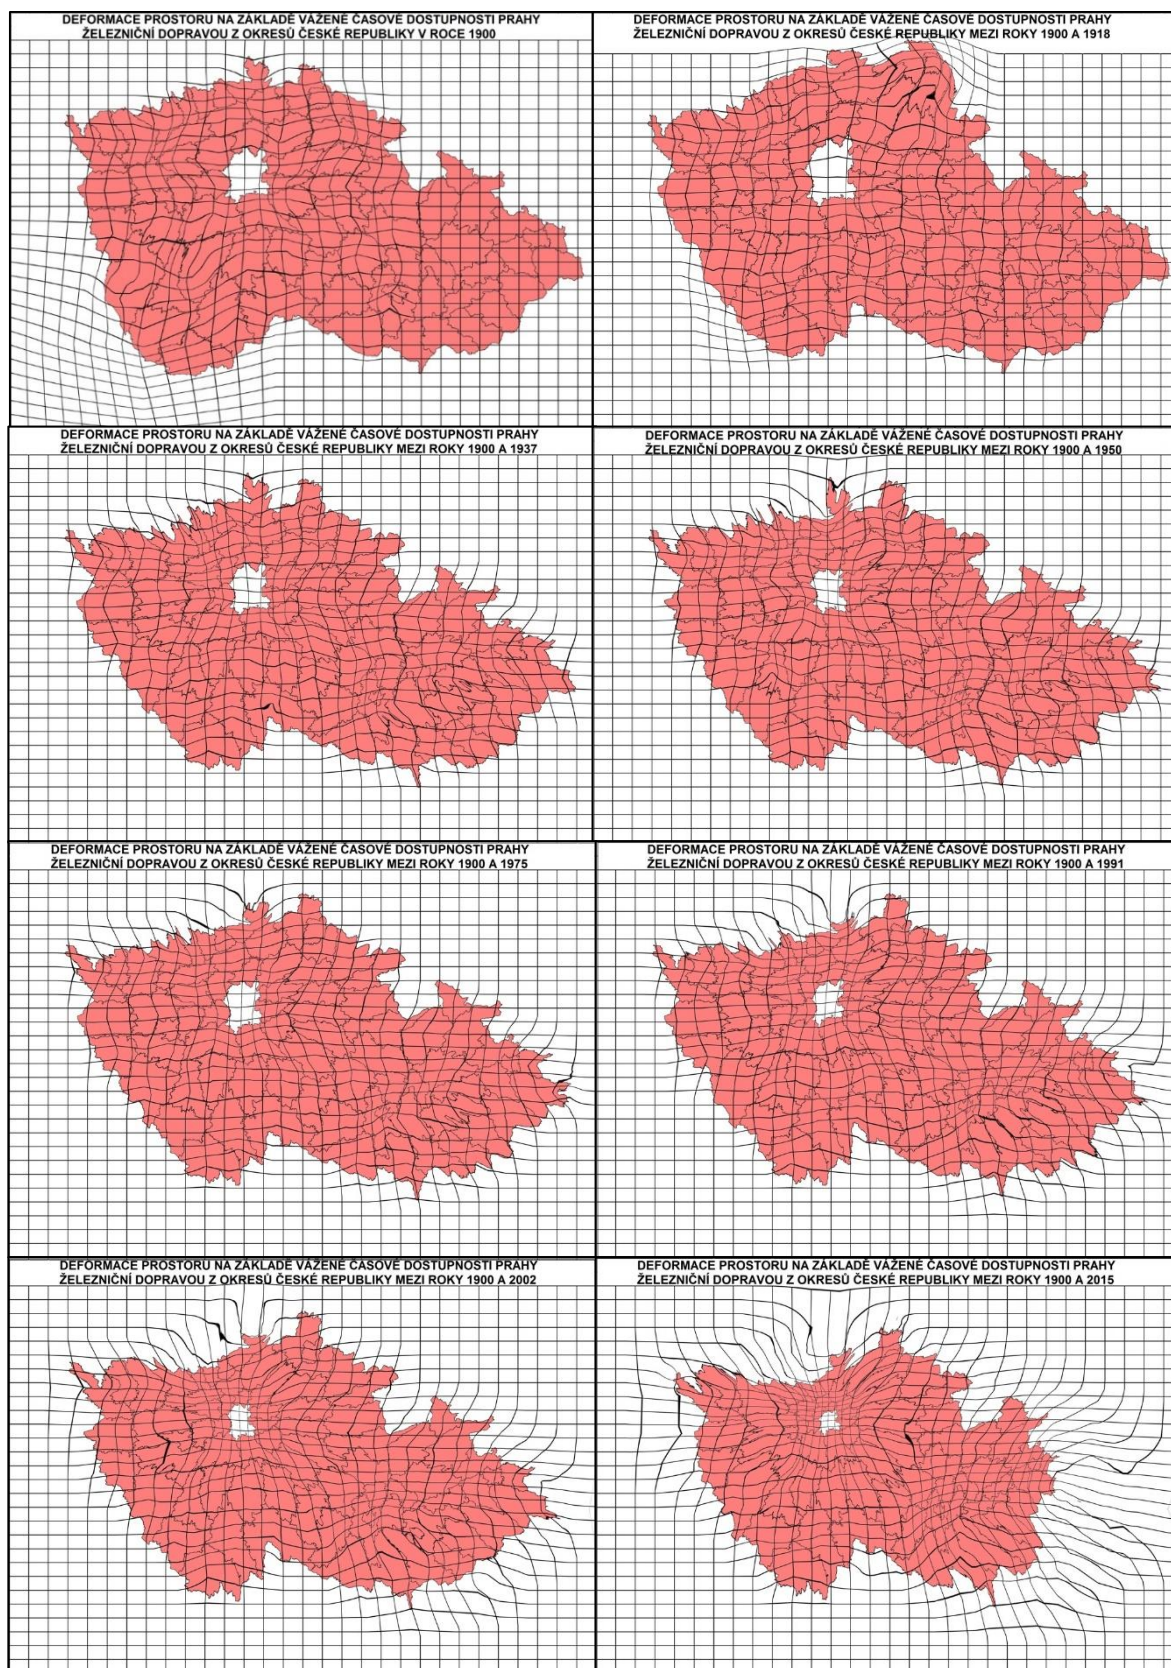 DEFORMACE PROSTORU NA ZÁKLADĚ VÁŽENÉ ČASOVÉ DOSTUPNOSTI PRAHY
ŽELEZNIČNÍ DOPRAVOU Z OKRESŮ ČESKÉ REPUBLIKY V ROCE 1900
DEFORMACE PROSTORU NA ZÁKLADĚ VÁŽENÉ ČASOVÉ DOSTUPNOSTI PRAHY
ŽELEZNIČNÍ DOPRAVOU Z OKRESŮ ČESKÉ REPUBLIKY MEZI ROKY 1900 A 1918
DEFORMACE PROSTORU NA ZÁKLADĚ VÁŽENÉ ČASOVÉ DOSTUPNOSTI PRAHY
ŽELEZNIČNÍ DOPRAVOU Z OKRESŮ ČESKÉ REPUBLIKY MEZI ROKY 1900 A 1937
DEFORMACE PROSTORU NA ZÁKLADĚ VÁŽENÉ ČASOVÉ DOSTUPNOSTI PRAHY
ŽELEZNIČNÍ DOPRAVOU Z OKRESŮ ČESKÉ REPUBLIKY MEZI ROKY 1900 A 1950
DEFORMACE PROSTORU NA ZÁKLADĚ VÁŽENÉ ČASOVÉ DOSTUPNOSTI PRAHY
ŽELEZNIČNÍ DOPRAVOU Z OKRESŮ ČESKÉ REPUBLIKY MEZI ROKY 1900 A 1975
DEFORMACE PROSTORU NA ZÁKLADĚ VÁŽENÉ ČASOVÉ DOSTUPNOSTI PRAHY
ŽELEZNIČNÍ DOPRAVOU Z OKRESŮ ČESKÉ REPUBLIKY MEZI ROKY 1900 A 1991
DEFORMACE PROSTORU NA ZÁKLADĚ VÁŽENÉ ČASOVÉ DOSTUPNOSTI PRAHY
ŽELEZNIČNÍ DOPRAVOU Z OKRESŮ ČESKÉ REPUBLIKY MEZI ROKY 1900 A 2002
DEFORMACE PROSTORU NA ZÁKLADĚ VÁŽENÉ ČASOVÉ DOSTUPNOSTI PRAHY
ŽELEZNIČNÍ DOPRAVOU Z OKRESŮ ČESKÉ REPUBLIKY MEZI ROKY 1900 A 2015